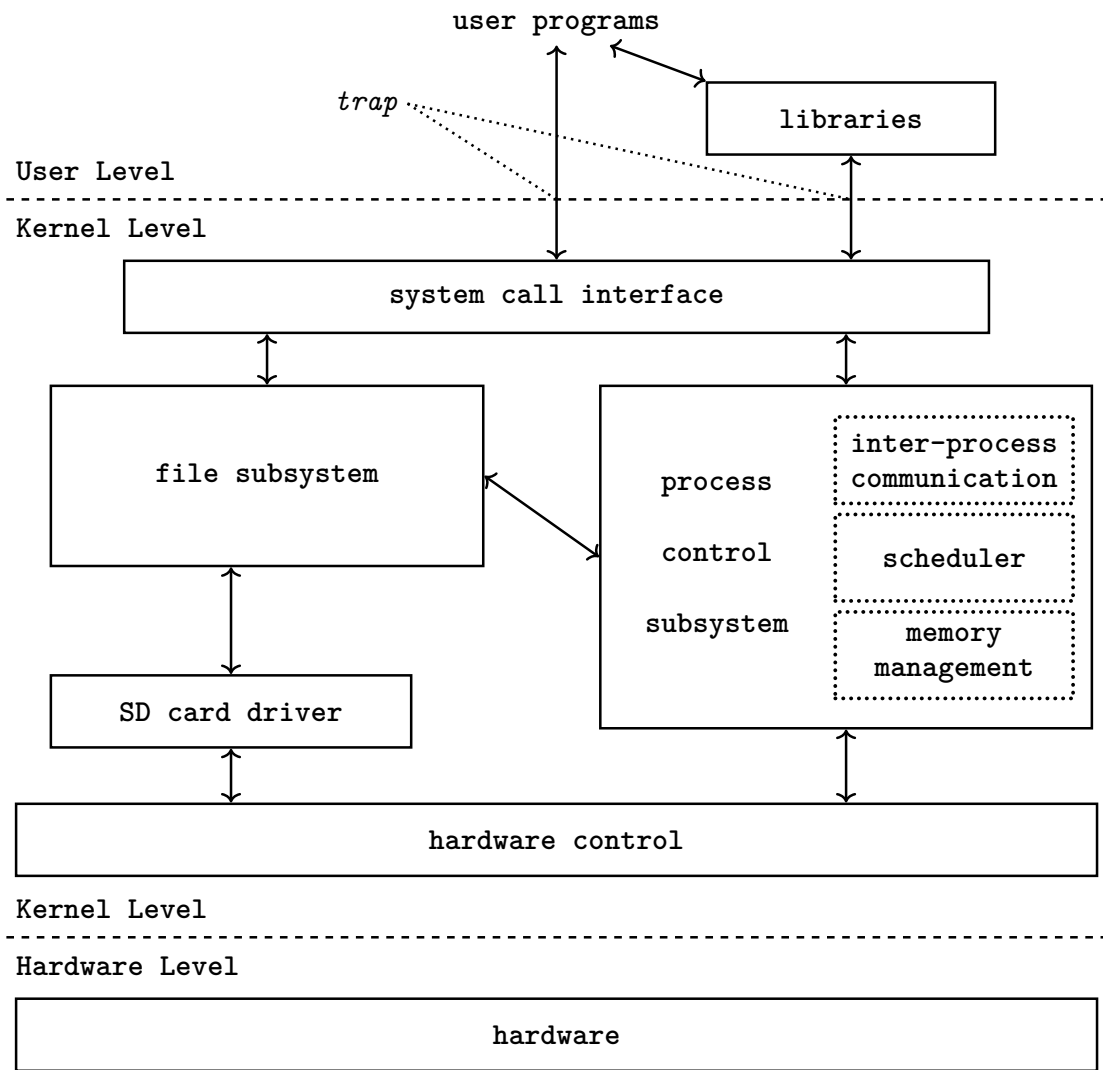 user programs
trap
libraries
User Level
Kernel Level
system call interface
file subsystem
process
control
subsystem
inter-process
communication
scheduler
memory
management
SD card driver
hardware control
Kernel Level
Hardware Level
hardware